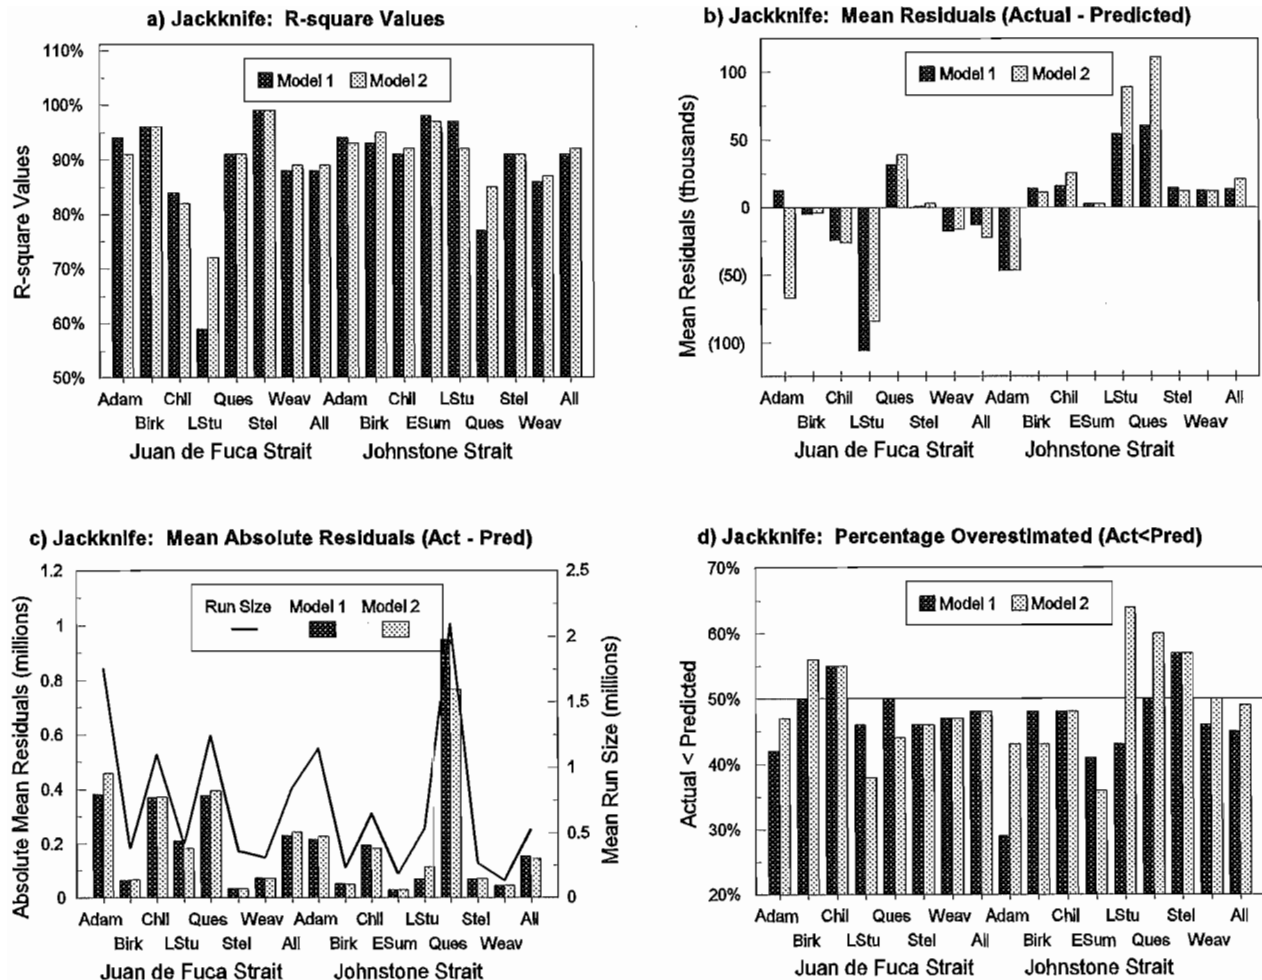 a) Jackknife: R-square Values
Model 1 Model 2
R-square Values
110%
100%
90%
80%
70%
60%
50%
Adam Chil Ques Weav Adam Chil LStu Stel All
Birk LStu Stel All Birk ESum Ques Weav
Juan de Fuca Strait Johnstone Strait
b) Jackknife: Mean Residuals (Actual - Predicted)
Model 1 Model 2
Mean Residuals (thousands)
100
50
0
(50)
(100)
Adam Chil Ques Weav Adam Chil LStu Stel All
Birk LStu Stel All Birk ESum Ques Weav
Juan de Fuca Strait Johnstone Strait
c) Jackknife: Mean Absolute Residuals (Act - Pred)
Run Size Model 1 Model 2
Absolute Mean Residuals (millions)
1.2
1
0.8
0.6
0.4
0.2
0
Mean Run Size (millions)
2.5
2
1.5
1
0.5
0
Adam Chil Ques Weav Adam Chil LStu Stel All
Birk LStu Stel All Birk ESum Ques Weav
Juan de Fuca Strait Johnstone Strait
d) Jackknife: Percentage Overestimated (Act<Pred)
Model 1 Model 2
Actual < Predicted
70%
60%
50%
40%
30%
20%
Adam Chil Ques Weav Adam Chil LStu Stel All
Birk LStu Stel All Birk ESum Ques Weav
Juan de Fuca Strait Johnstone Strait